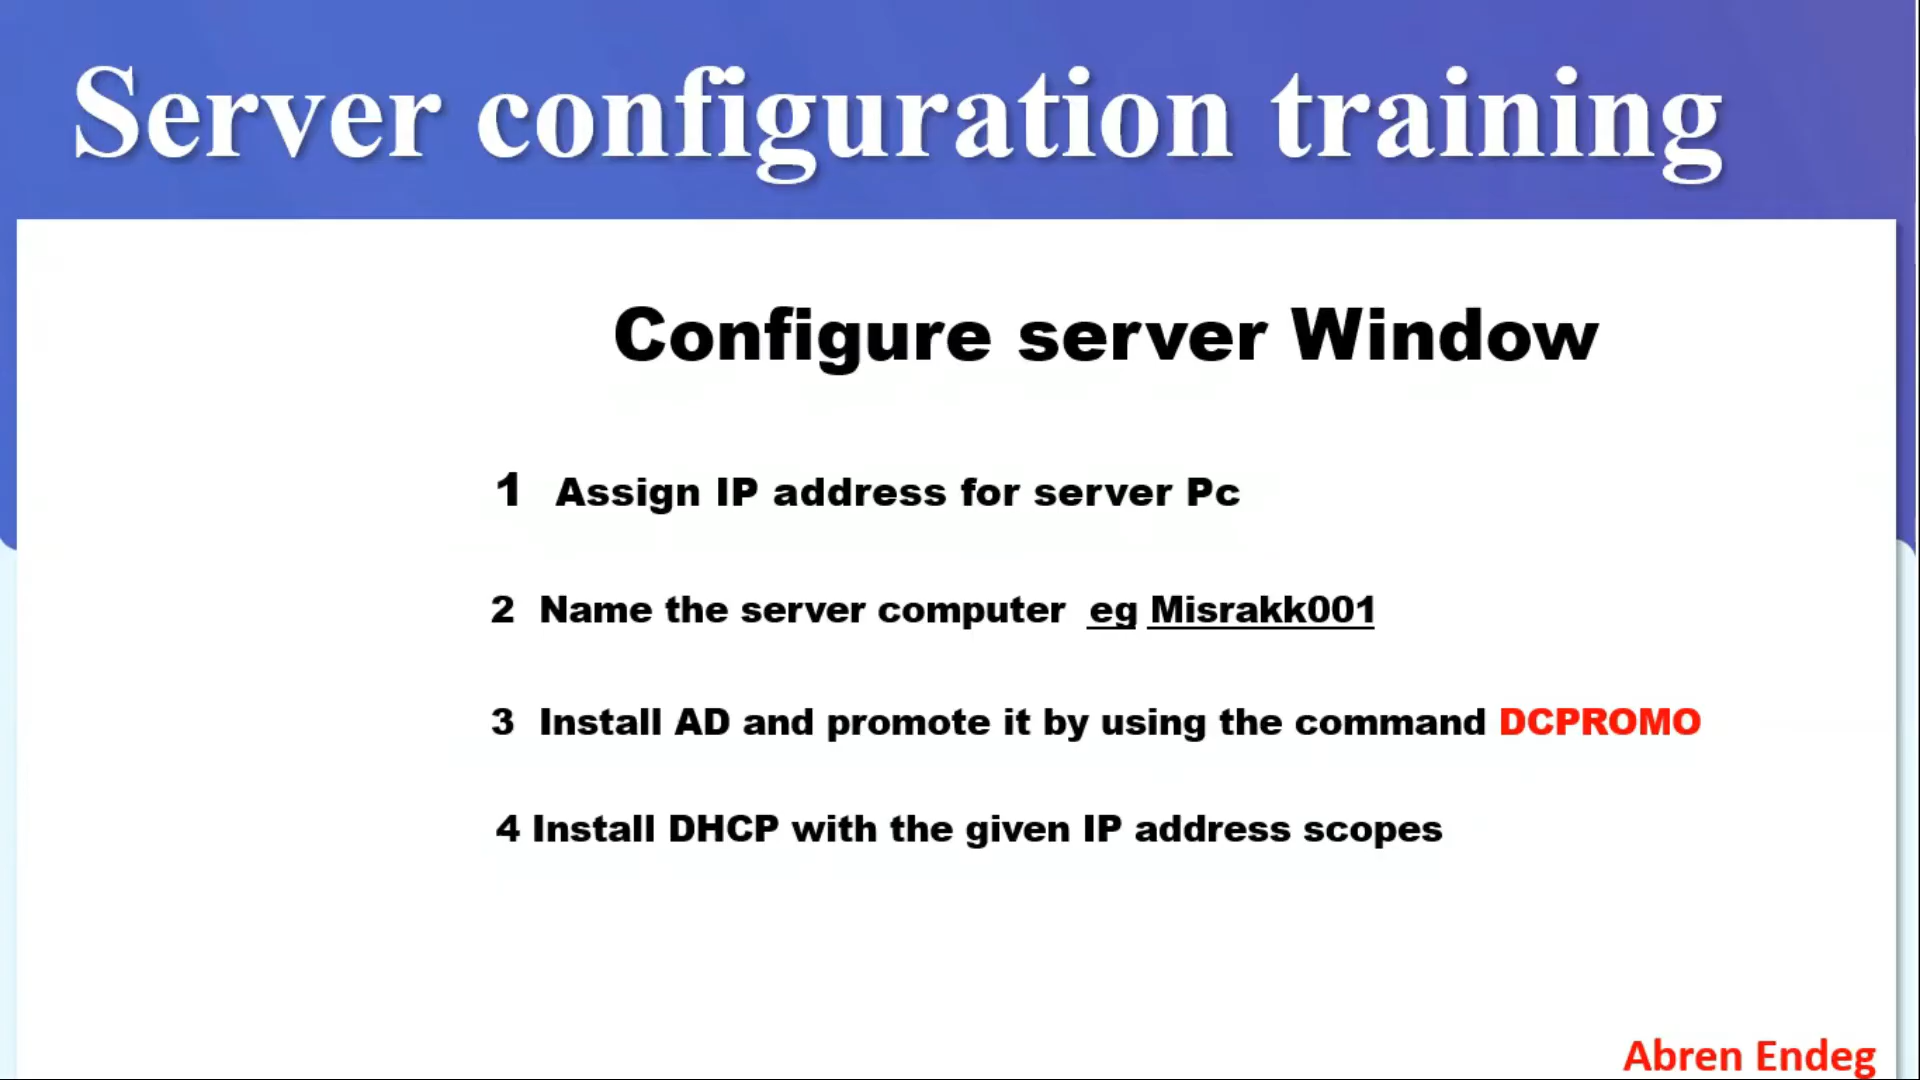 Server configuration training
Configure server Window
1 Assign IP address for server Pc
2 Name the server computer eg Misrakk001
3 Install AD and promote it by using the command DCPROMO
4 Install DHCP with the given IP address scopes
Abren Endeg